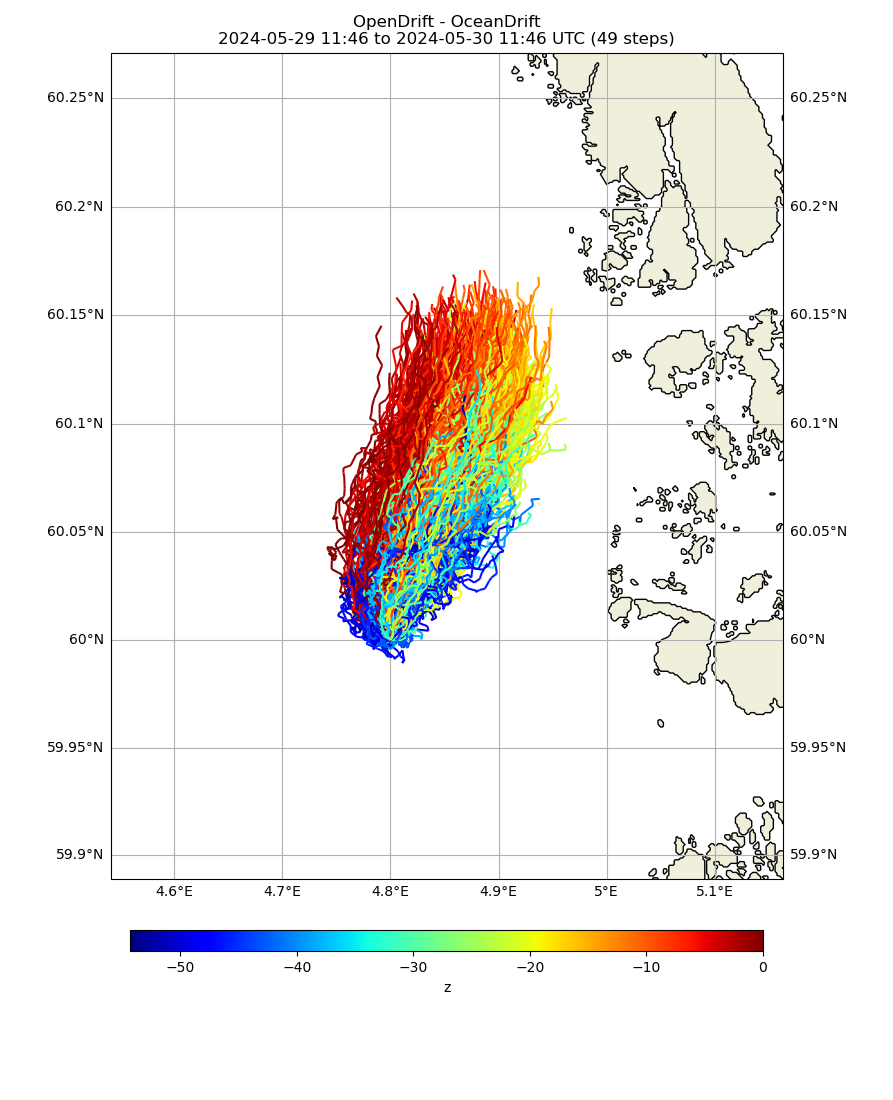 OpenDrift - OceanDrift
2024-05-29 11:46 to 2024-05-30 11:46 UTC (49 steps)
60.25°N 60.25°N
60.2°N 60.2°N
60.15°N 60.15°N
60.1°N 60.1°N
60.05°N 60.05°N
60°N 60°N
59.95°N 59.95°N
59.9°N 59.9°N
4.6°E 4.7°E 4.8°E 4.9°E 5°E 5.1°E
−50 −40 −30 −20 −10 0
z